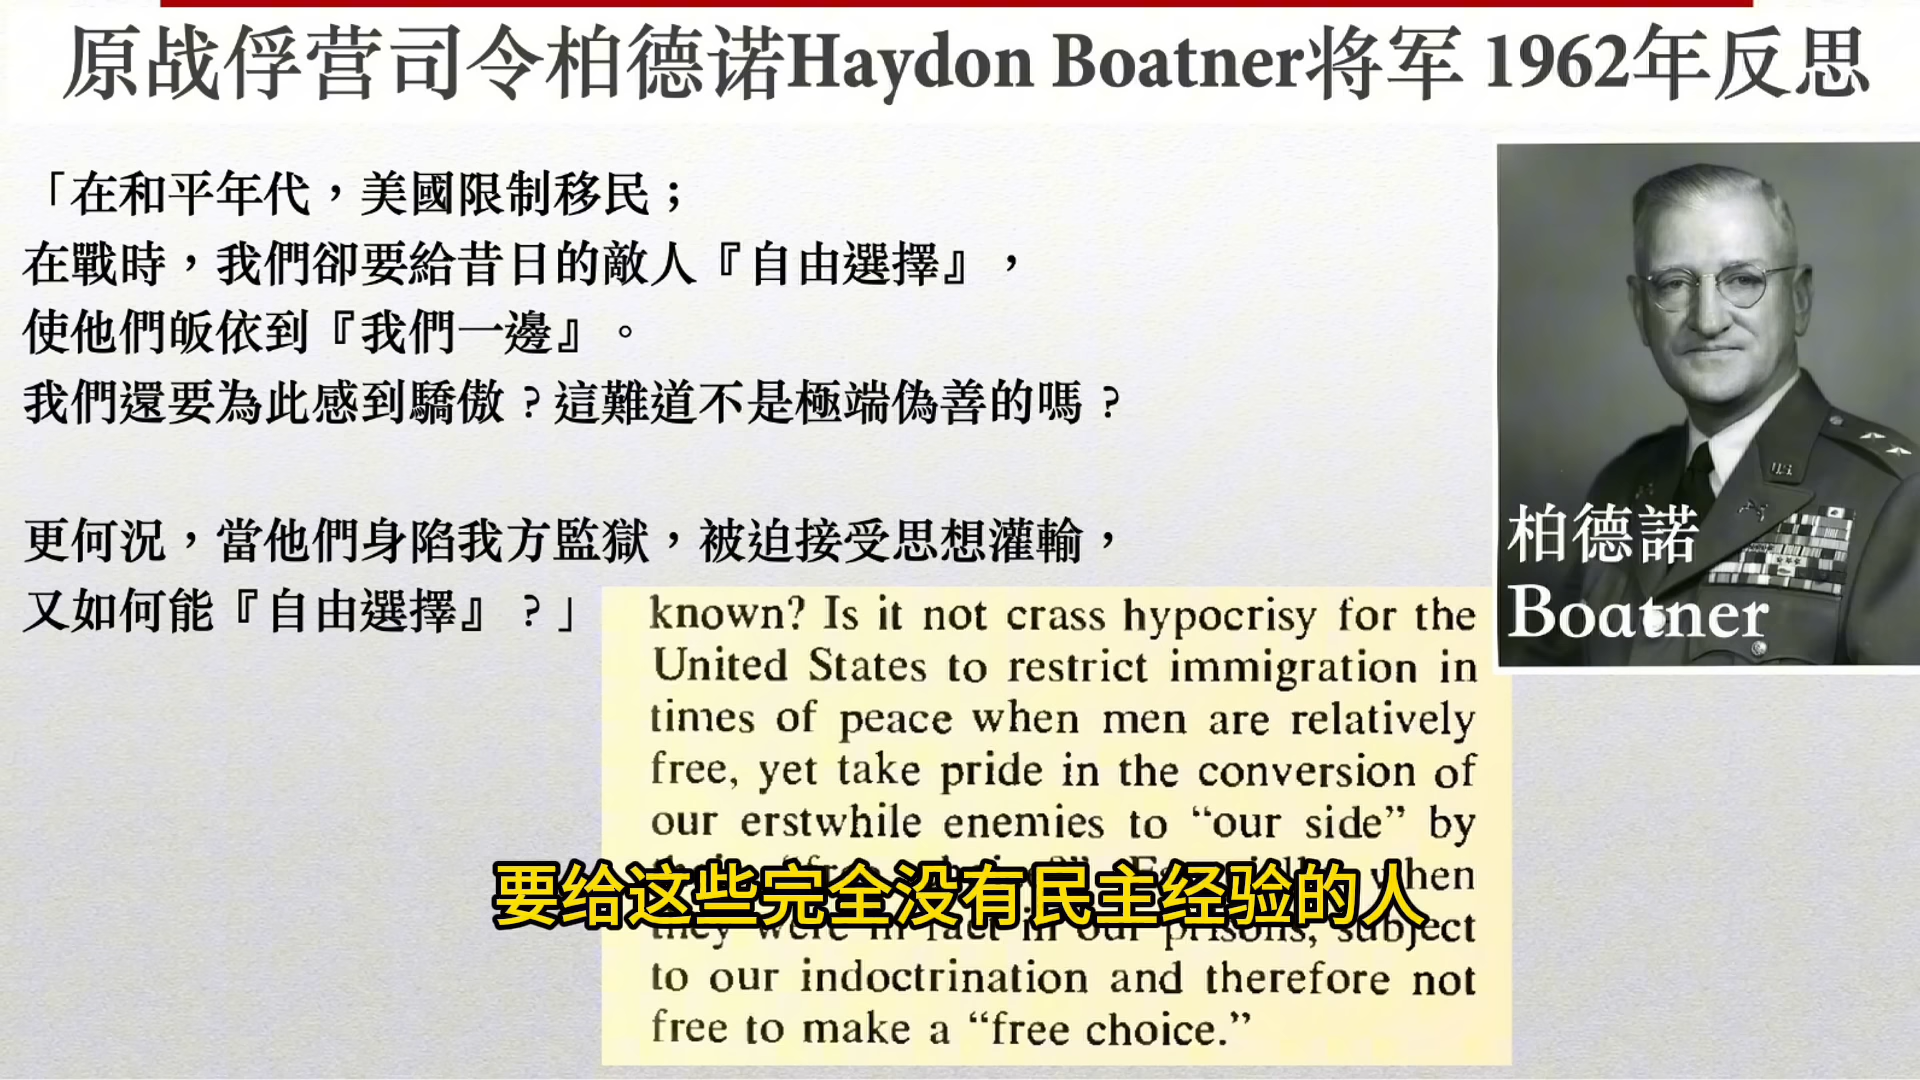 原战俘营司令柏德诺Haydon Boatner将军 1962年反思
「在和平年代，美國限制移民；
在戰時，我們卻要給昔日的敵人『自由選擇』，
使他們皈依到『我們一邊』。
我們還要為此感到驕傲？這難道不是極端偽善的嗎？
更何況，當他們身陷我方監獄，被迫接受思想灌輸，
又如何能『自由選擇』？」
柏德諾
Boatner
known? Is it not crass hypocrisy for the
United States to restrict immigration in
times of peace when men are relatively
free, yet take pride in the conversion of
our erstwhile enemies to “our side” by
when
they were in fact in our prisons, subject
to our indoctrination and therefore not
free to make a “free choice.”
要给这些完全没有民主经验的人